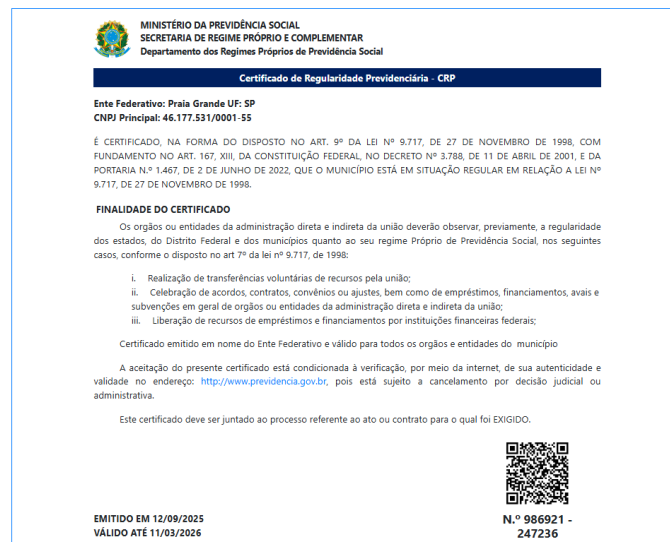 MINISTÉRIO DA PREVIDÊNCIA SOCIAL
SECRETARIA DE REGIME PRÓPRIO E COMPLEMENTAR
Departamento dos Regimes Próprios de Previdência Social
Certificado de Regularidade Previdenciária - CRP
Ente Federativo: Praia Grande UF: SP
CNPJ Principal: 46.177.531/0001-55
É CERTIFICADO, NA FORMA DO DISPOSTO NO ART. 9º DA LEI Nº 9.717, DE 27 DE NOVEMBRO DE 1998, COM
FUNDAMENTO NO ART. 167, XIII, DA CONSTITUIÇÃO FEDERAL, NO DECRETO Nº 3.788, DE 11 DE ABRIL DE 2001, E DA
PORTARIA N.º 1.467, DE 2 DE JUNHO DE 2022, QUE O MUNICÍPIO ESTÁ EM SITUAÇÃO REGULAR EM RELAÇÃO A LEI Nº
9.717, DE 27 DE NOVEMBRO DE 1998.
FINALIDADE DO CERTIFICADO
Os orgãos ou entidades da administração direta e indireta da união deverão observar, previamente, a regularidade
dos estados, do Distrito Federal e dos municípios quanto ao seu regime Próprio de Previdência Social, nos seguintes
casos, conforme o disposto no art 7º da lei nº 9.717, de 1998:
i. Realização de transferências voluntárias de recursos pela união;
ii. Celebração de acordos, contratos, convênios ou ajustes, bem como de empréstimos, financiamentos, avais e
subvenções em geral de orgãos ou entidades da administração direta e indireta da união;
iii. Liberação de recursos de empréstimos e financiamentos por instituições financeiras federais;
Certificado emitido em nome do Ente Federativo e válido para todos os orgãos e entidades do município
A aceitação do presente certificado está condicionada à verificação, por meio da internet, de sua autenticidade e
validade no endereço: http://www.previdencia.gov.br, pois está sujeito a cancelamento por decisão judicial ou
administrativa.
Este certificado deve ser juntado ao processo referente ao ato ou contrato para o qual foi EXIGIDO.
EMITIDO EM 12/09/2025
VÁLIDO ATÉ 11/03/2026
N.º 986921 -
247236